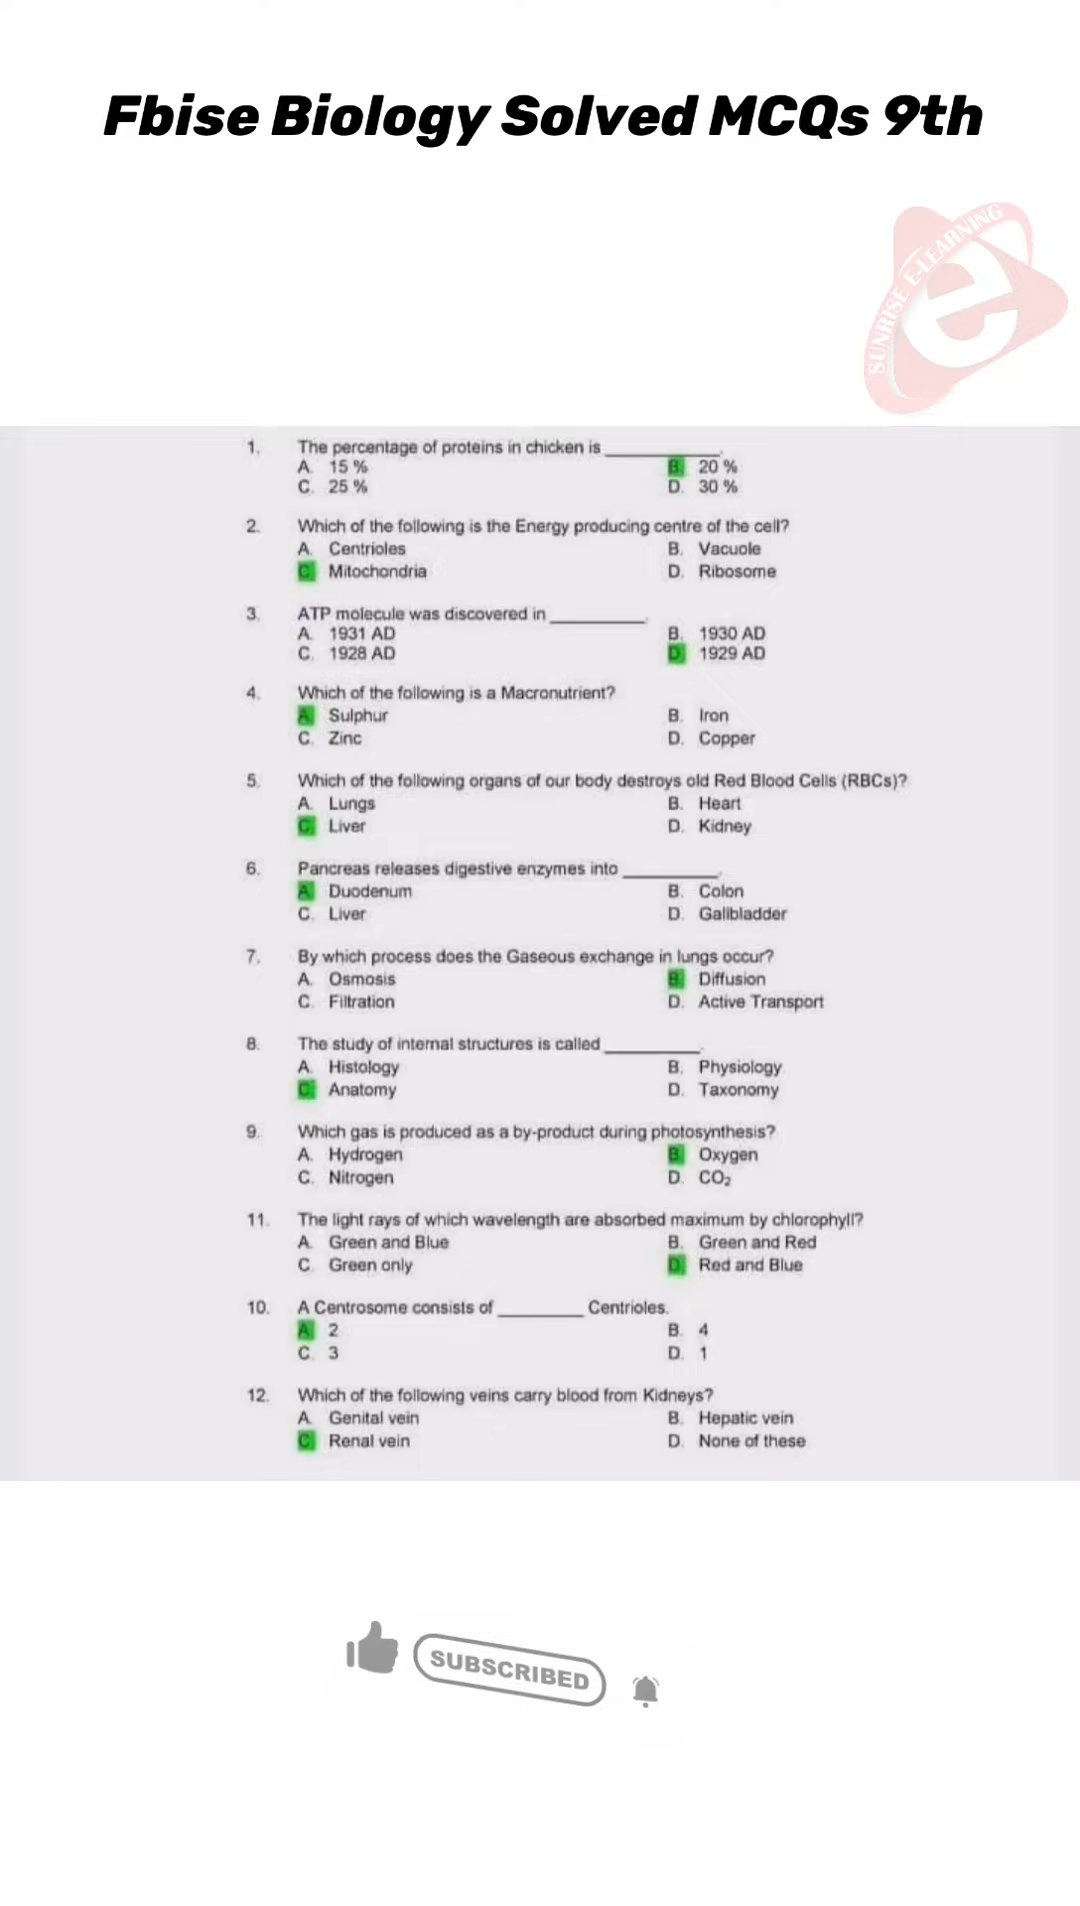 Fbise Biology Solved MCQs 9th
SUNRISE E-LEARNING
e
1. The percentage of proteins in chicken is __________.
A. 15 % B. 20 %
C. 25 % D. 30 %
2. Which of the following is the Energy producing centre of the cell?
A. Centrioles B. Vacuole
C. Mitochondria D. Ribosome
3. ATP molecule was discovered in __________.
A. 1931 AD B. 1930 AD
C. 1928 AD D. 1929 AD
4. Which of the following is a Macronutrient?
A. Sulphur B. Iron
C. Zinc D. Copper
5. Which of the following organs of our body destroys old Red Blood Cells (RBCs)?
A. Lungs B. Heart
C. Liver D. Kidney
6. Pancreas releases digestive enzymes into __________.
A. Duodenum B. Colon
C. Liver D. Gallbladder
7. By which process does the Gaseous exchange in lungs occur?
A. Osmosis B. Diffusion
C. Filtration D. Active Transport
8. The study of internal structures is called __________.
A. Histology B. Physiology
C. Anatomy D. Taxonomy
9. Which gas is produced as a by-product during photosynthesis?
A. Hydrogen B. Oxygen
C. Nitrogen D. CO₂
11. The light rays of which wavelength are absorbed maximum by chlorophyll?
A. Green and Blue B. Green and Red
C. Green only D. Red and Blue
10. A Centrosome consists of _________ Centrioles.
A. 2 B. 4
C. 3 D. 1
12. Which of the following veins carry blood from Kidneys?
A. Genital vein B. Hepatic vein
C. Renal vein D. None of these
SUBSCRIBED